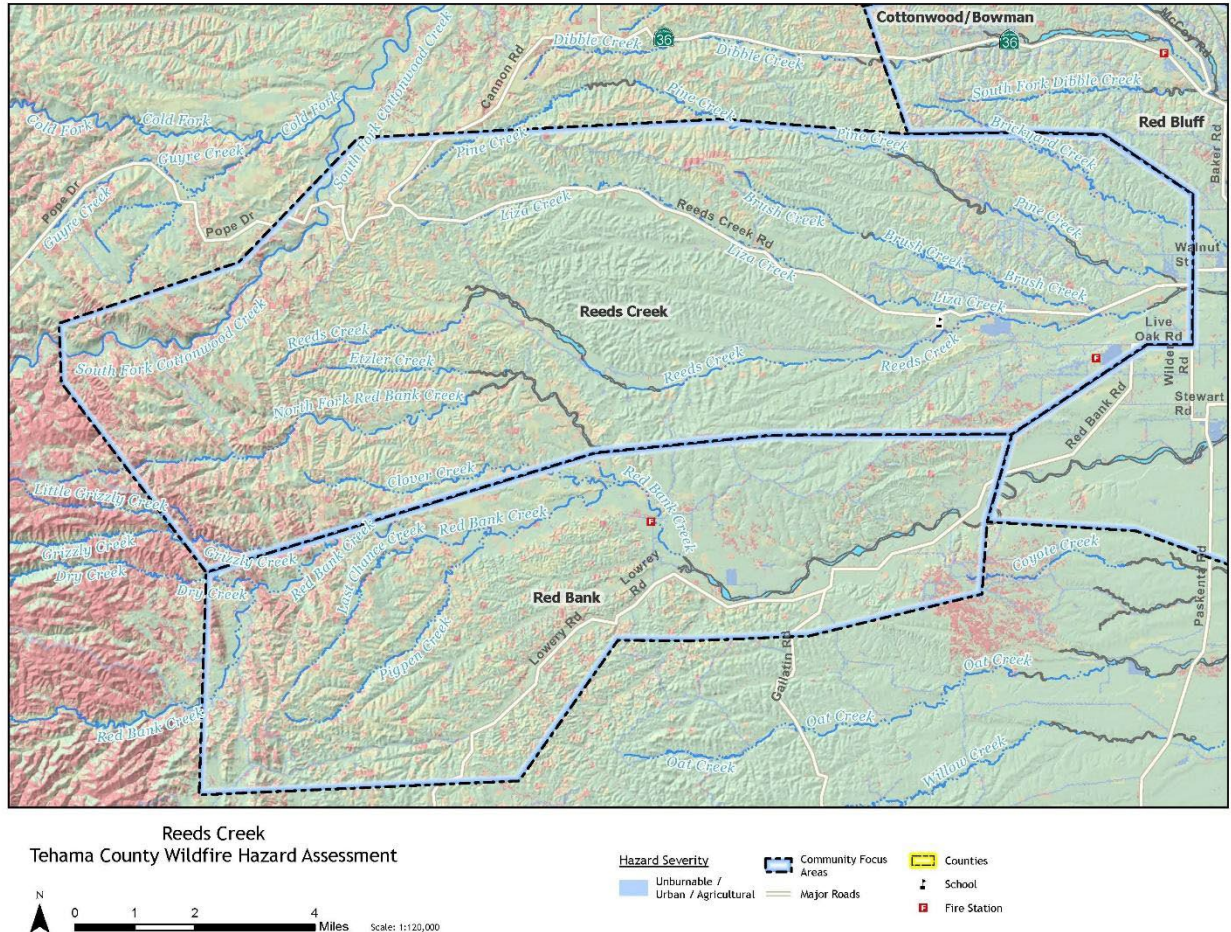 Cottonwood/Bowman
McCoy Rd
36
36
Dibble Creek
Dibble Creek
Cannon Rd
South Fork Cottonwood Creek
Pine Creek
South Fork Dibble Creek
Red Bluff
Cold Fork
Cold Fork
Cold Fork
Brickyard Creek
Baker Rd
Guyre Creek
Pine Creek
Pine Creek
Pope Dr
Pope Dr
Guyre Creek
Liza Creek
Reeds Creek Rd
Brush Creek
Pine Creek
Liza Creek
Brush Creek
Walnut
St
Brush Creek
Liza Creek
Reeds Creek
Live
Oak Rd
Reeds Creek
Etzler Creek
South Fork Cottonwood Creek
Reeds Creek
Reeds Creek
Wilder
Rd
North Fork Red Bank Creek
Red Bank Rd
Stewart
Rd
Clover Creek
Red Bank Creek
Little Grizzly Creek
Red Bank Creek
Grizzly Creek
Grizzly Creek
Red Bank Creek
Last Chance Creek
Dry Creek
Dry Creek
Coyote Creek
Lowrey
Rd
Red Bank
Lowery Rd
Pigpen Creek
Gallatin Rd
Paskenta Rd
Oat Creek
Red Bank Creek
Oat Creek
Oat Creek
Willow Creek
Reeds Creek
Tehama County Wildfire Hazard Assessment
N
0 1 2 4
Miles
Scale: 1:120,000
Hazard Severity
Unburnable /
Urban / Agricultural
Community Focus
Areas
Major Roads
Counties
School
F
Fire Station